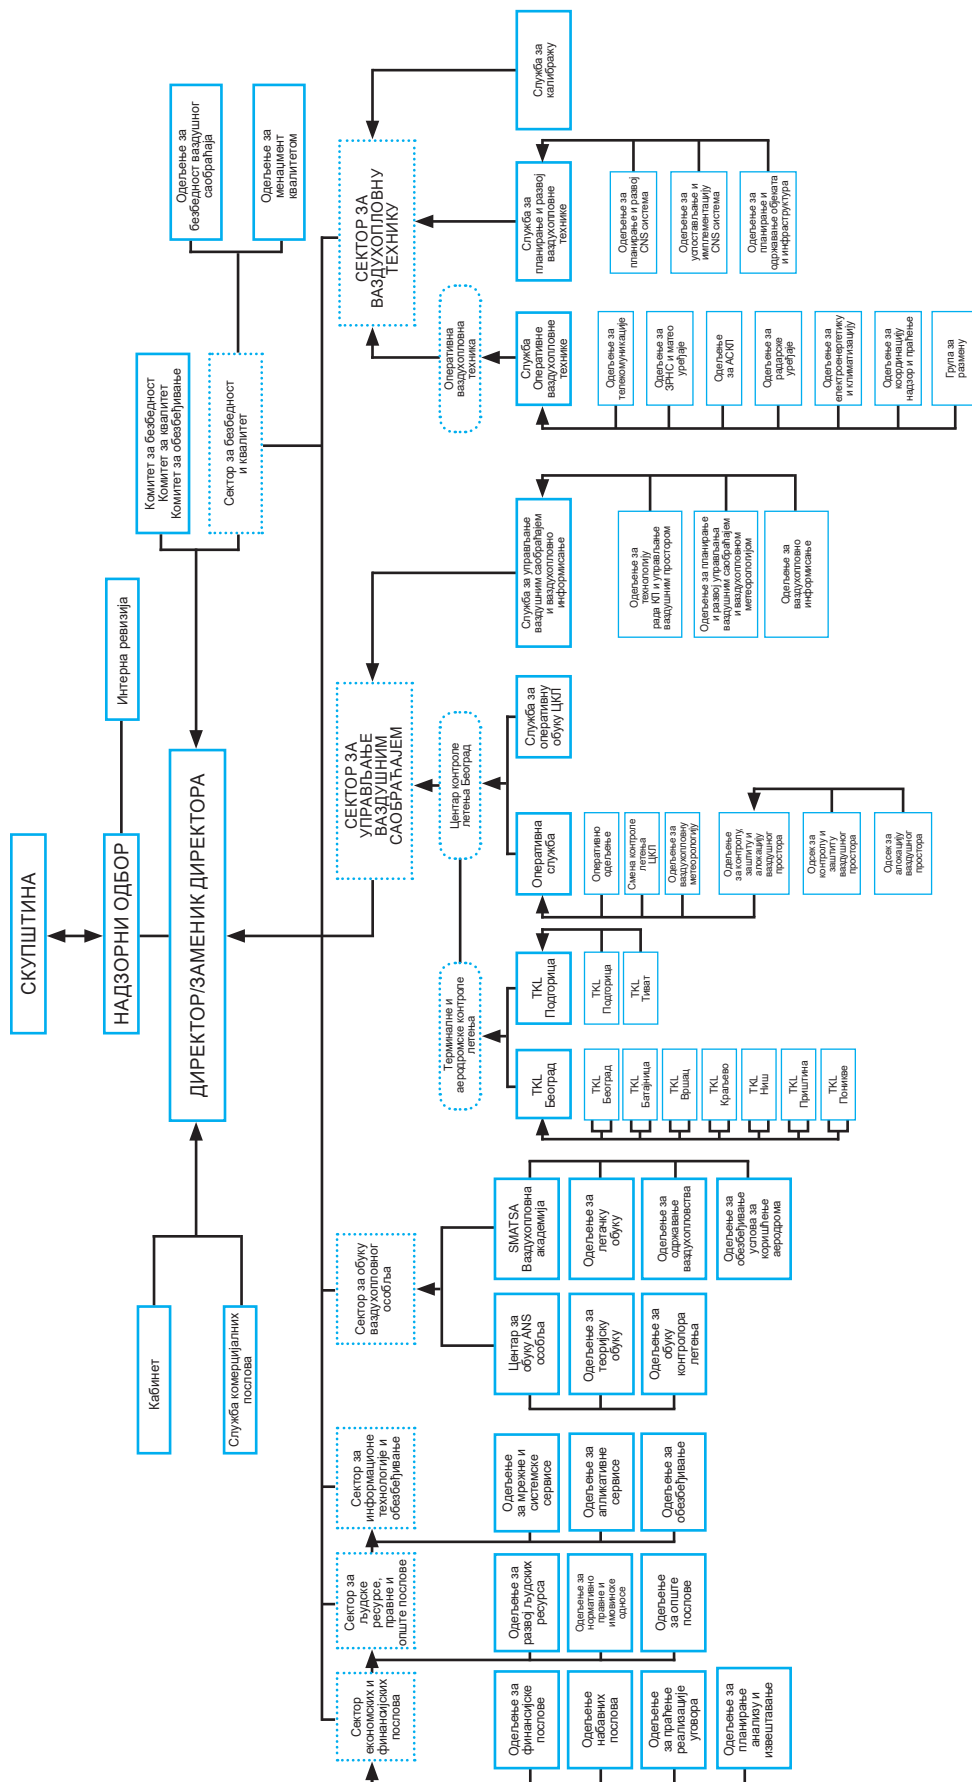 СКУПШТИНА
НАДЗОРНИ ОДБОР
Интерна ревизија
ДИРЕКТОР/ЗАМЕНИК ДИРЕКТОРА
Кабинет
Служба комерцијалних
послова
Комитет за безбедност
Комитет за квалитет
Комитет за обезбеђивање
Сектор за безбедност
и квалитет
Одељење за
безбедност ваздушног
саобраћаја
Одељење за
менаџмент
квалитетом
Сектор
економских и
финансијских
послова
Сектор за
људске
ресурсе,
правне и
опште послове
Сектор за
информационе
технологије и
обезбеђивање
Сектор за обуку
ваздухопловног
особља
СЕКТОР ЗА
УПРАВЉАЊЕ
ВАЗДУШНИМ
САОБРАЋАЈЕМ
СЕКТОР ЗА
ВАЗДУХОПЛОВНУ
ТЕХНИКУ
Терминалне и
аеродромске контроле
летења
Центар контроле
летења Београд
Оперативна
ваздухопловна
техника
Одељење за
финансијске
послове
Одељење
набавних
послова
Одељење
за праћење
реализације
уговора
Одељење за
планирање
анализу и
извештавање
Одељење за
развој људских
ресурса
Одељење за
нормативно
правне и
имовинске
односе
Одељење
за опште
послове
Одељење
за мрежне и
системске
сервисе
Одељење за
апликативне
сервисе
Одељење за
обезбеђивање
Центар за
обуку ANS
особља
Одељење за
теоријску
обуку
Одељење за
обуку
контролора
летења
SMATSA
Ваздухопловна
академија
Одељење за
летачку
обуку
Одељење за
одржавање
ваздухопловства
Одељење за
обезбеђивање
услова за
коришћење
аеродрома
TKL
Београд
TKL
Београд
TKL
Батајница
TKL
Вршац
TKL
Краљево
TKL
Ниш
TKL
Приштина
TKL
Поникве
TKL
Подгорица
TKL
Подгорица
TKL
Тиват
Оперативна
служба
Оперативно
одељење
Смена контроле
летења
ЦКЛ
Одељење за
ваздухопловну
метеорологију
Одељење
за контролу,
заштиту и
алокацију
ваздушног
простора
Одсек за
контролу и
заштиту
ваздушног
простора
Одсек за
алокацију
ваздушног
простора
Служба за
оперативну
обуку ЦКЛ
Служба за управљање
ваздушним саобраћајем
и ваздухопловно
информисање
Одељење за
технологију
рада КП и управљање
ваздушним простором
Одељење за планирање
и развој управљања
ваздушним саобраћајем
и ваздухопловном
метеорологијом
Одељење за
ваздухопловно
информисање
Служба
Оперативне
ваздухопловне
технике
Одељење за
телекомуникације
Одељење за
ЗРНС и матео
уређаје
Одељење
за АСКЛ
Одељење за
радарске
уређаје
Одељење за
електроенергетику
и климатизацију
Одељење за
координацију
надзор и праћење
Група за
размену
Служба за
планирање и развој
ваздухопловне
технике
Одељење за
планирање и развој
CNS система
Одељење за
успостављање и
имплементацију
CNS система
Одељење за
планирање и
одржавање објеката
и инфраструктура
Служба за
калибражу